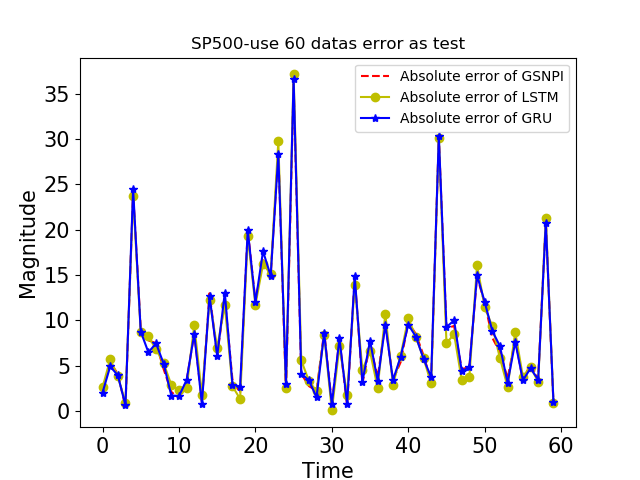 SP500-use 60 datas error as test
Absolute error of GSNPI
Absolute error of LSTM
Absolute error of GRU
Magnitude
35
30
25
20
15
10
5
0
0 10 20 30 40 50 60
Time